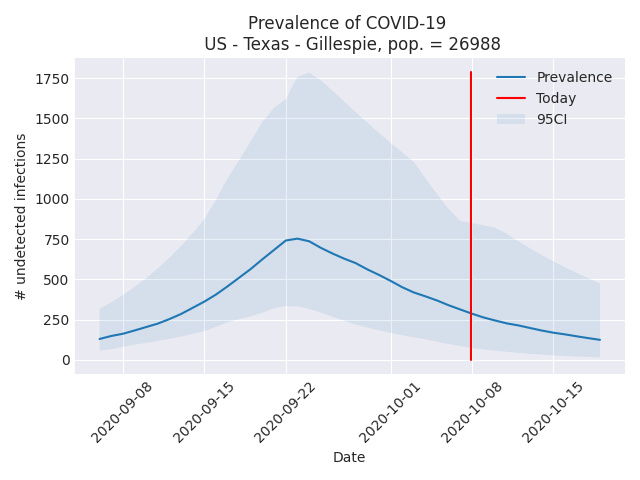 Prevalence of COVID-19
US - Texas - Gillespie, pop. = 26988
Prevalence
Today
95CI
1750
1500
1250
1000
750
500
250
0
# undetected infections
2020-09-08
2020-09-15
2020-09-22
2020-10-01
2020-10-08
2020-10-15
Date